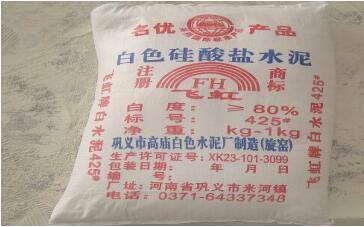 名优产品
白色硅酸盐水泥
注册 商标
FH
飞虹
白度: ≥80%
标号: 425#
净重: kg-1kg
巩义市高庙白色水泥厂制造(旋窑)
生产许可证号:XK23-101-3099
包装日期: 年 月 日
编号:
厂址:河南省巩义市米河镇
电话:0371-64337348
飞虹牌白水泥425#
飞虹牌白水泥425#